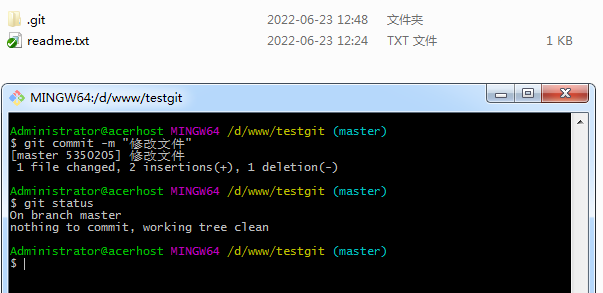 .git 2022-06-23 12:48 文件夹
readme.txt 2022-06-23 12:24 TXT 文件 1 KB
MINGW64:/d/www/testgit
Administrator@acerhost MINGW64 /d/www/testgit (master)
$ git commit -m "修改文件"
[master 5350205] 修改文件
1 file changed, 2 insertions(+), 1 deletion(-)
Administrator@acerhost MINGW64 /d/www/testgit (master)
$ git status
On branch master
nothing to commit, working tree clean
Administrator@acerhost MINGW64 /d/www/testgit (master)
$